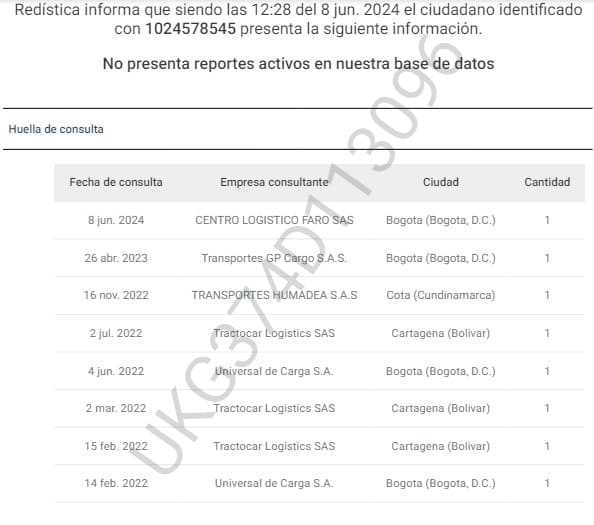 Redística informa que siendo las 12:28 del 8 jun. 2024 el ciudadano identificado
con 1024578545 presenta la siguiente información.
No presenta reportes activos en nuestra base de datos
Huella de consulta
Fecha de consulta Empresa consultante Ciudad Cantidad
8 jun. 2024 CENTRO LOGISTICO FARO SAS Bogota (Bogota, D.C.) 1
26 abr. 2023 Transportes GP Cargo S.A.S. Bogota (Bogota, D.C.) 1
16 nov. 2022 TRANSPORTES HUMADEA S.A.S Cota (Cundinamarca) 1
2 jul. 2022 Tractocar Logistics SAS Cartagena (Bolivar) 1
4 jun. 2022 Universal de Carga S.A. Bogota (Bogota, D.C.) 1
2 mar. 2022 Tractocar Logistics SAS Cartagena (Bolivar) 1
15 feb. 2022 Tractocar Logistics SAS Cartagena (Bolivar) 1
14 feb. 2022 Universal de Carga S.A. Bogota (Bogota, D.C.) 1
UKG374D113096